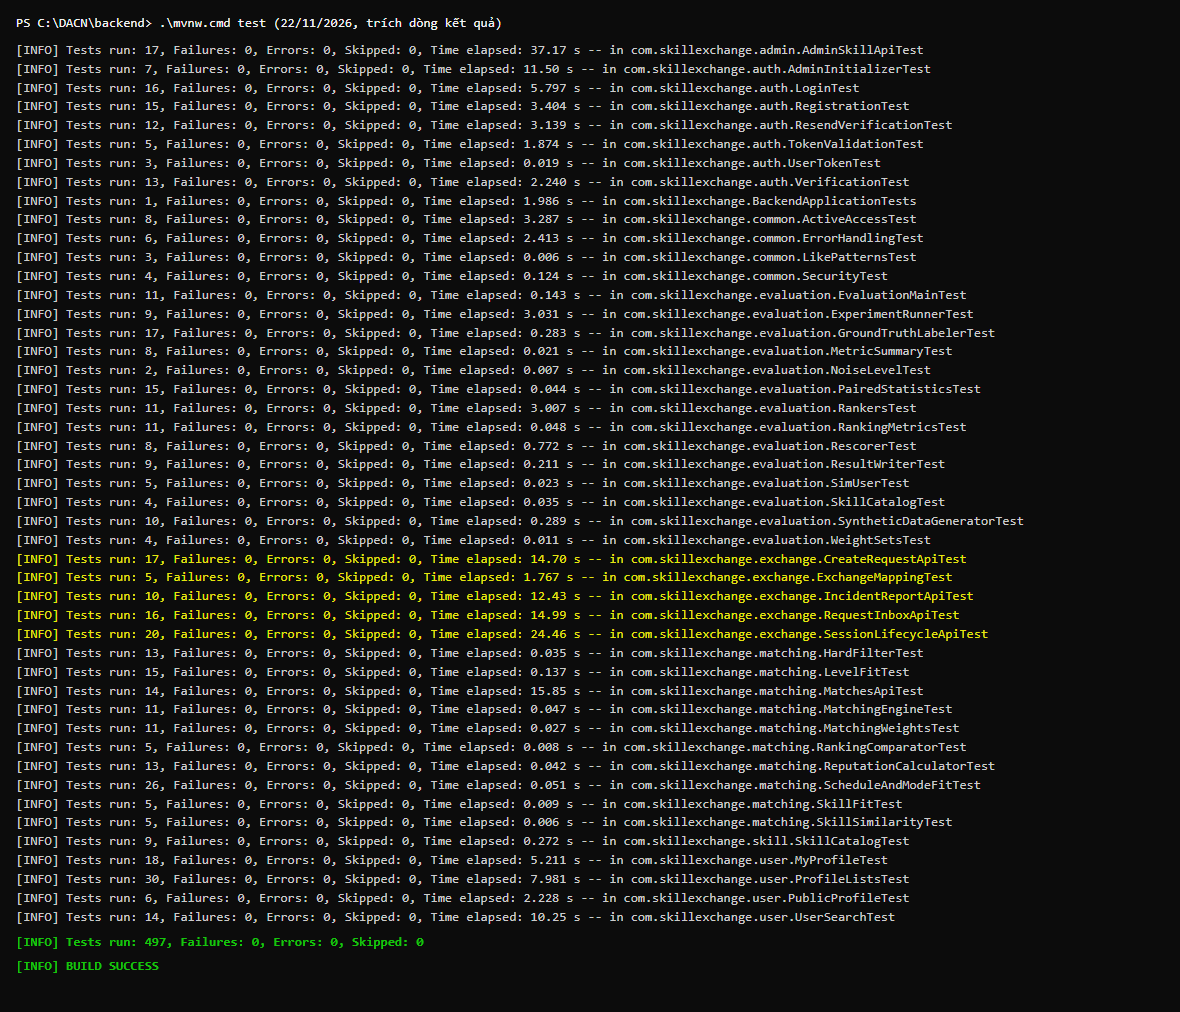 PS C:\DACN\backend> .\mvnw.cmd test (22/11/2026, trích dòng kết quả)
[INFO] Tests run: 17, Failures: 0, Errors: 0, Skipped: 0, Time elapsed: 37.17 s -- in com.skillexchange.admin.AdminSkillApiTest
[INFO] Tests run: 7, Failures: 0, Errors: 0, Skipped: 0, Time elapsed: 11.50 s -- in com.skillexchange.auth.AdminInitializerTest
[INFO] Tests run: 16, Failures: 0, Errors: 0, Skipped: 0, Time elapsed: 5.797 s -- in com.skillexchange.auth.LoginTest
[INFO] Tests run: 15, Failures: 0, Errors: 0, Skipped: 0, Time elapsed: 3.404 s -- in com.skillexchange.auth.RegistrationTest
[INFO] Tests run: 12, Failures: 0, Errors: 0, Skipped: 0, Time elapsed: 3.139 s -- in com.skillexchange.auth.ResendVerificationTest
[INFO] Tests run: 5, Failures: 0, Errors: 0, Skipped: 0, Time elapsed: 1.874 s -- in com.skillexchange.auth.TokenValidationTest
[INFO] Tests run: 3, Failures: 0, Errors: 0, Skipped: 0, Time elapsed: 0.019 s -- in com.skillexchange.auth.UserTokenTest
[INFO] Tests run: 13, Failures: 0, Errors: 0, Skipped: 0, Time elapsed: 2.240 s -- in com.skillexchange.auth.VerificationTest
[INFO] Tests run: 1, Failures: 0, Errors: 0, Skipped: 0, Time elapsed: 1.986 s -- in com.skillexchange.BackendApplicationTests
[INFO] Tests run: 8, Failures: 0, Errors: 0, Skipped: 0, Time elapsed: 3.287 s -- in com.skillexchange.common.ActiveAccessTest
[INFO] Tests run: 6, Failures: 0, Errors: 0, Skipped: 0, Time elapsed: 2.413 s -- in com.skillexchange.common.ErrorHandlingTest
[INFO] Tests run: 3, Failures: 0, Errors: 0, Skipped: 0, Time elapsed: 0.006 s -- in com.skillexchange.common.LikePatternsTest
[INFO] Tests run: 4, Failures: 0, Errors: 0, Skipped: 0, Time elapsed: 0.124 s -- in com.skillexchange.common.SecurityTest
[INFO] Tests run: 11, Failures: 0, Errors: 0, Skipped: 0, Time elapsed: 0.143 s -- in com.skillexchange.evaluation.EvaluationMainTest
[INFO] Tests run: 9, Failures: 0, Errors: 0, Skipped: 0, Time elapsed: 3.031 s -- in com.skillexchange.evaluation.ExperimentRunnerTest
[INFO] Tests run: 17, Failures: 0, Errors: 0, Skipped: 0, Time elapsed: 0.283 s -- in com.skillexchange.evaluation.GroundTruthLabelerTest
[INFO] Tests run: 8, Failures: 0, Errors: 0, Skipped: 0, Time elapsed: 0.021 s -- in com.skillexchange.evaluation.MetricSummaryTest
[INFO] Tests run: 2, Failures: 0, Errors: 0, Skipped: 0, Time elapsed: 0.007 s -- in com.skillexchange.evaluation.NoiseLevelTest
[INFO] Tests run: 15, Failures: 0, Errors: 0, Skipped: 0, Time elapsed: 0.044 s -- in com.skillexchange.evaluation.PairedStatisticsTest
[INFO] Tests run: 11, Failures: 0, Errors: 0, Skipped: 0, Time elapsed: 3.007 s -- in com.skillexchange.evaluation.RankersTest
[INFO] Tests run: 11, Failures: 0, Errors: 0, Skipped: 0, Time elapsed: 0.048 s -- in com.skillexchange.evaluation.RankingMetricsTest
[INFO] Tests run: 8, Failures: 0, Errors: 0, Skipped: 0, Time elapsed: 0.772 s -- in com.skillexchange.evaluation.RescorerTest
[INFO] Tests run: 9, Failures: 0, Errors: 0, Skipped: 0, Time elapsed: 0.211 s -- in com.skillexchange.evaluation.ResultWriterTest
[INFO] Tests run: 5, Failures: 0, Errors: 0, Skipped: 0, Time elapsed: 0.023 s -- in com.skillexchange.evaluation.SimUserTest
[INFO] Tests run: 4, Failures: 0, Errors: 0, Skipped: 0, Time elapsed: 0.035 s -- in com.skillexchange.evaluation.SkillCatalogTest
[INFO] Tests run: 10, Failures: 0, Errors: 0, Skipped: 0, Time elapsed: 0.289 s -- in com.skillexchange.evaluation.SyntheticDataGeneratorTest
[INFO] Tests run: 4, Failures: 0, Errors: 0, Skipped: 0, Time elapsed: 0.011 s -- in com.skillexchange.evaluation.WeightSetsTest
[INFO] Tests run: 17, Failures: 0, Errors: 0, Skipped: 0, Time elapsed: 14.70 s -- in com.skillexchange.exchange.CreateRequestApiTest
[INFO] Tests run: 5, Failures: 0, Errors: 0, Skipped: 0, Time elapsed: 1.767 s -- in com.skillexchange.exchange.ExchangeMappingTest
[INFO] Tests run: 10, Failures: 0, Errors: 0, Skipped: 0, Time elapsed: 12.43 s -- in com.skillexchange.exchange.IncidentReportApiTest
[INFO] Tests run: 16, Failures: 0, Errors: 0, Skipped: 0, Time elapsed: 14.99 s -- in com.skillexchange.exchange.RequestInboxApiTest
[INFO] Tests run: 20, Failures: 0, Errors: 0, Skipped: 0, Time elapsed: 24.46 s -- in com.skillexchange.exchange.SessionLifecycleApiTest
[INFO] Tests run: 13, Failures: 0, Errors: 0, Skipped: 0, Time elapsed: 0.035 s -- in com.skillexchange.matching.HardFilterTest
[INFO] Tests run: 15, Failures: 0, Errors: 0, Skipped: 0, Time elapsed: 0.137 s -- in com.skillexchange.matching.LevelFitTest
[INFO] Tests run: 14, Failures: 0, Errors: 0, Skipped: 0, Time elapsed: 15.85 s -- in com.skillexchange.matching.MatchesApiTest
[INFO] Tests run: 11, Failures: 0, Errors: 0, Skipped: 0, Time elapsed: 0.047 s -- in com.skillexchange.matching.MatchingEngineTest
[INFO] Tests run: 11, Failures: 0, Errors: 0, Skipped: 0, Time elapsed: 0.027 s -- in com.skillexchange.matching.MatchingWeightsTest
[INFO] Tests run: 5, Failures: 0, Errors: 0, Skipped: 0, Time elapsed: 0.008 s -- in com.skillexchange.matching.RankingComparatorTest
[INFO] Tests run: 13, Failures: 0, Errors: 0, Skipped: 0, Time elapsed: 0.042 s -- in com.skillexchange.matching.ReputationCalculatorTest
[INFO] Tests run: 26, Failures: 0, Errors: 0, Skipped: 0, Time elapsed: 0.051 s -- in com.skillexchange.matching.ScheduleAndModeFitTest
[INFO] Tests run: 5, Failures: 0, Errors: 0, Skipped: 0, Time elapsed: 0.009 s -- in com.skillexchange.matching.SkillFitTest
[INFO] Tests run: 5, Failures: 0, Errors: 0, Skipped: 0, Time elapsed: 0.006 s -- in com.skillexchange.matching.SkillSimilarityTest
[INFO] Tests run: 9, Failures: 0, Errors: 0, Skipped: 0, Time elapsed: 0.272 s -- in com.skillexchange.skill.SkillCatalogTest
[INFO] Tests run: 18, Failures: 0, Errors: 0, Skipped: 0, Time elapsed: 5.211 s -- in com.skillexchange.user.MyProfileTest
[INFO] Tests run: 30, Failures: 0, Errors: 0, Skipped: 0, Time elapsed: 7.981 s -- in com.skillexchange.user.ProfileListsTest
[INFO] Tests run: 6, Failures: 0, Errors: 0, Skipped: 0, Time elapsed: 2.228 s -- in com.skillexchange.user.PublicProfileTest
[INFO] Tests run: 14, Failures: 0, Errors: 0, Skipped: 0, Time elapsed: 10.25 s -- in com.skillexchange.user.UserSearchTest
[INFO] Tests run: 497, Failures: 0, Errors: 0, Skipped: 0
[INFO] BUILD SUCCESS